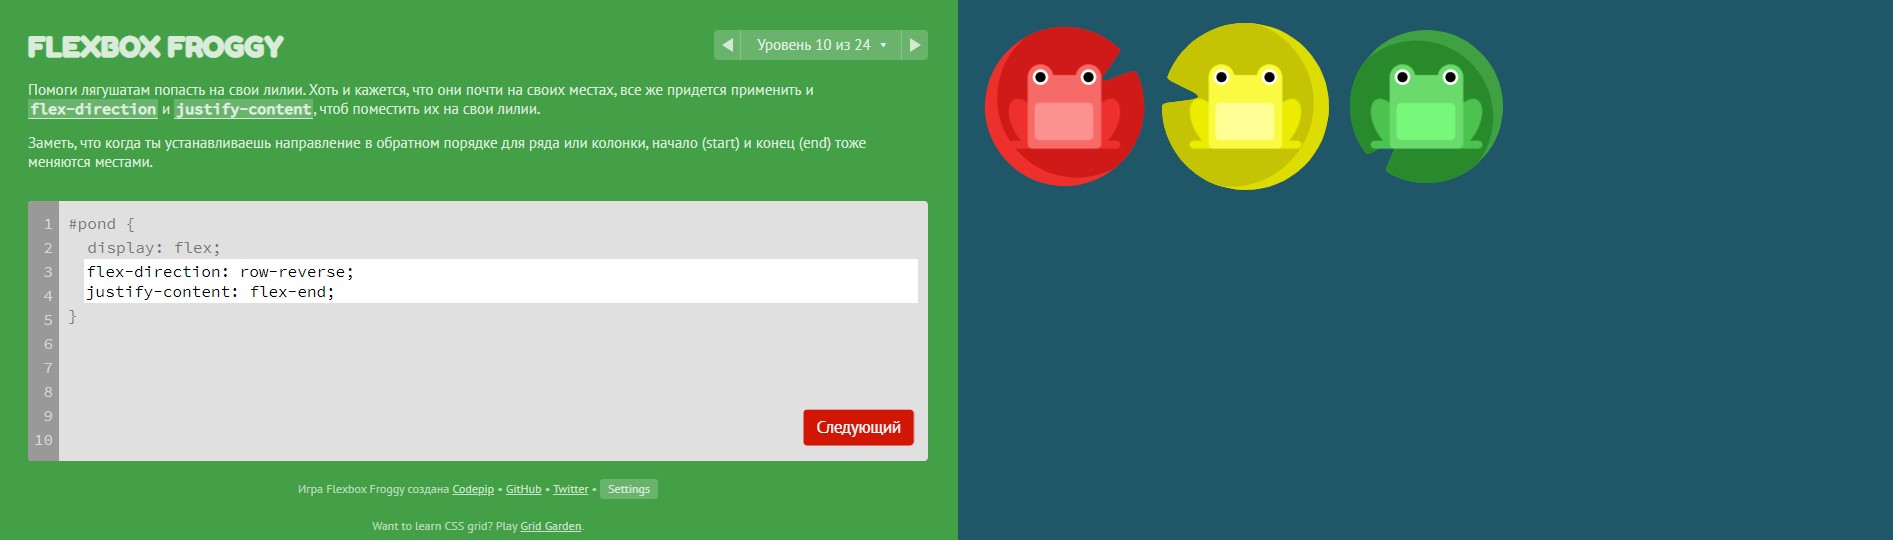 FLEXBOX FROGGY
Уровень 10 из 24
Помоги лягушатам попасть на свои лилии. Хоть и кажется, что они почти на своих местах, все же придется применить и
flex-direction и justify-content, чтоб поместить их на свои лилии.
Заметь, что когда ты устанавливаешь направление в обратном порядке для ряда или колонки, начало (start) и конец (end) тоже
меняются местами.
1 #pond {
2 display: flex;
3 flex-direction: row-reverse;
4 justify-content: flex-end;
5 }
6
7
8
9
10
Следующий
Игра Flexbox Froggy создана Codepip • GitHub • Twitter • Settings
Want to learn CSS grid? Play Grid Garden.